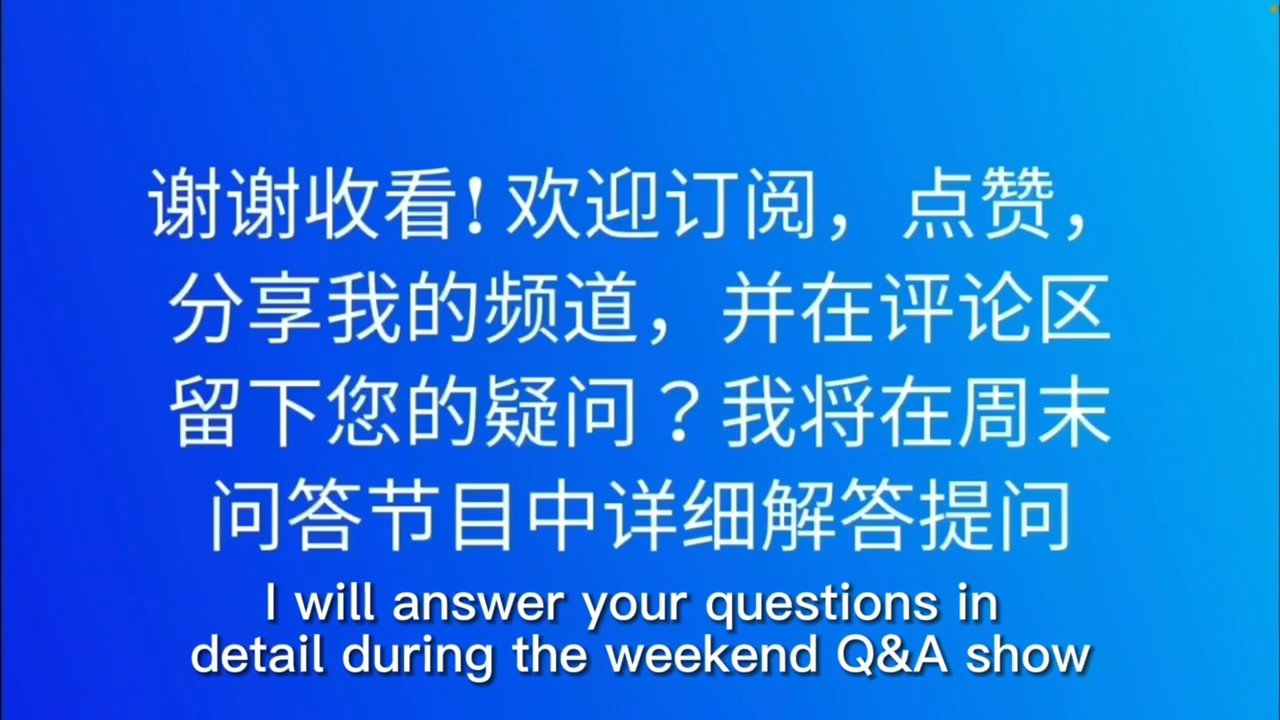 谢谢收看!欢迎订阅，点赞，
分享我的频道，并在评论区
留下您的疑问？我将在周末
问答节目中详细解答提问
I will answer your questions in
detail during the weekend Q&A show